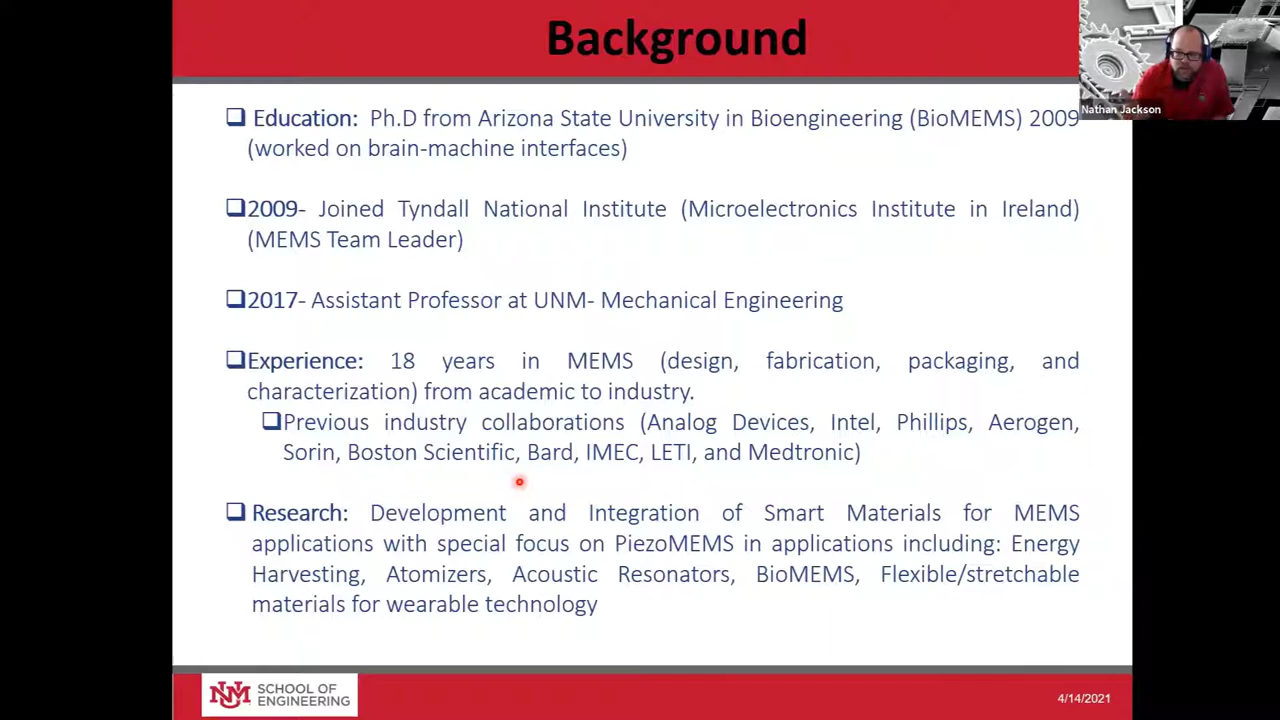 Background
Nathan Jackson
❑ Education: Ph.D from Arizona State University in Bioengineering (BioMEMS) 2009
(worked on brain-machine interfaces)
❑2009- Joined Tyndall National Institute (Microelectronics Institute in Ireland)
(MEMS Team Leader)
❑2017- Assistant Professor at UNM- Mechanical Engineering
❑Experience: 18 years in MEMS (design, fabrication, packaging, and
characterization) from academic to industry.
❑Previous industry collaborations (Analog Devices, Intel, Phillips, Aerogen,
Sorin, Boston Scientific, Bard, IMEC, LETI, and Medtronic)
❑ Research: Development and Integration of Smart Materials for MEMS
applications with special focus on PiezoMEMS in applications including: Energy
Harvesting, Atomizers, Acoustic Resonators, BioMEMS, Flexible/stretchable
materials for wearable technology
UNM SCHOOL OF
ENGINEERING
4/14/2021